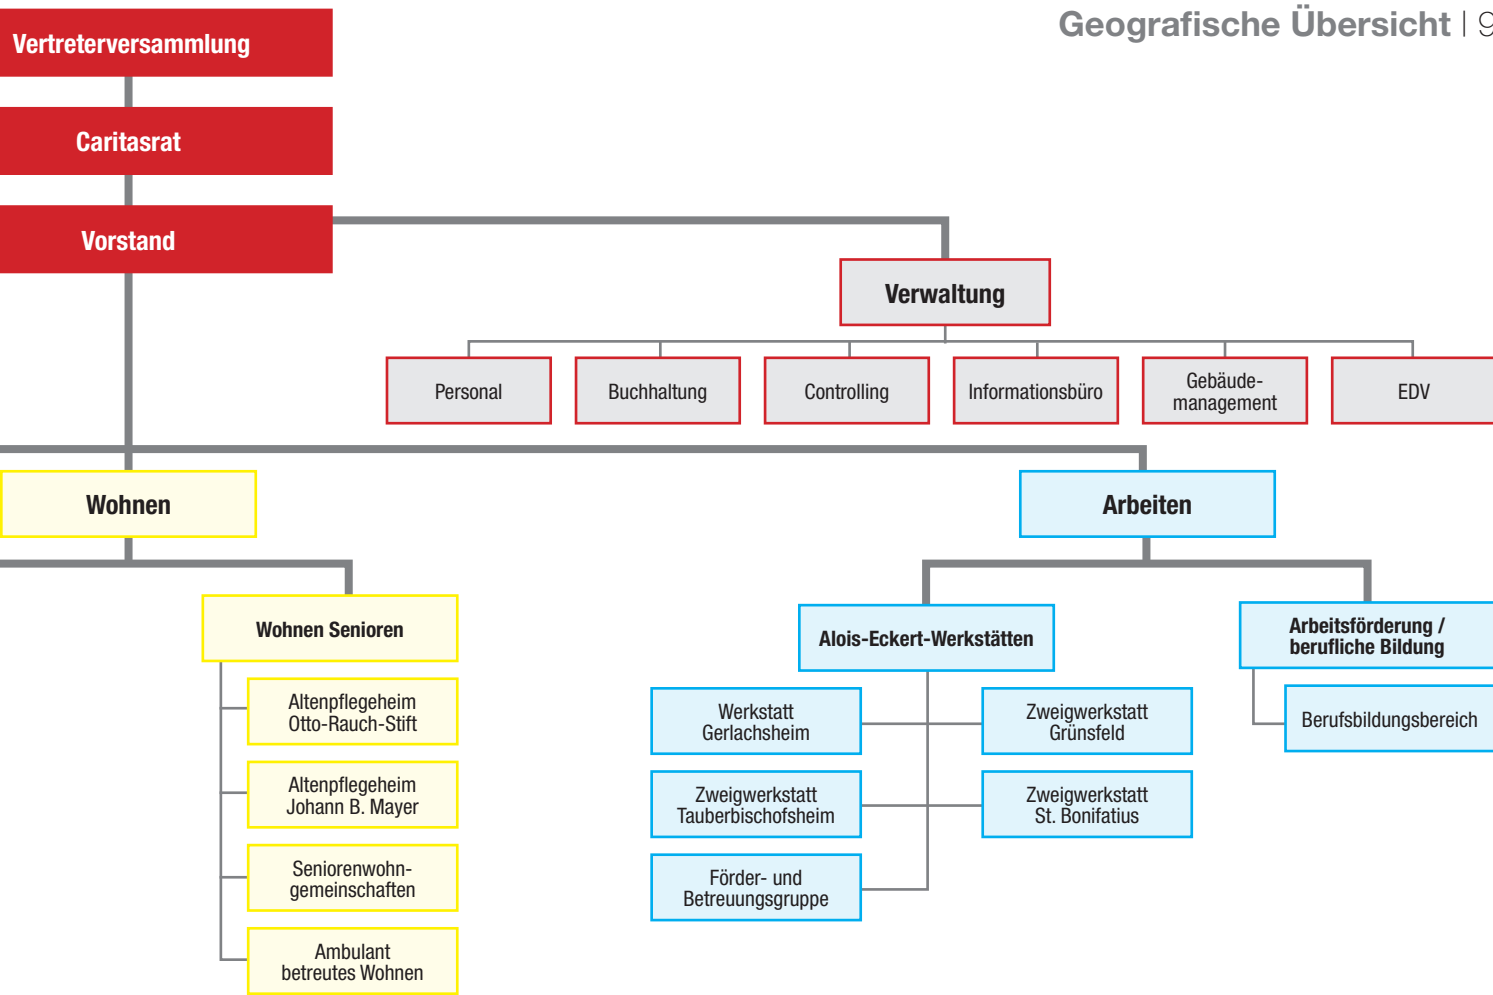 Geografische Übersicht | 9
Vertreterversammlung
Caritasrat
Vorstand
Verwaltung
Personal
Buchhaltung
Controlling
Informationsbüro
Gebäude-
management
EDV
Wohnen
Arbeiten
Wohnen Senioren
Altenpflegeheim
Otto-Rauch-Stift
Altenpflegeheim
Johann B. Mayer
Seniorenwohn-
gemeinschaften
Ambulant
betreutes Wohnen
Alois-Eckert-Werkstätten
Werkstatt
Gerlachsheim
Zweigwerkstatt
Grünsfeld
Zweigwerkstatt
Tauberbischofsheim
Zweigwerkstatt
St. Bonifatius
Förder- und
Betreuungsgruppe
Arbeitsförderung /
berufliche Bildung
Berufsbildungsbereich